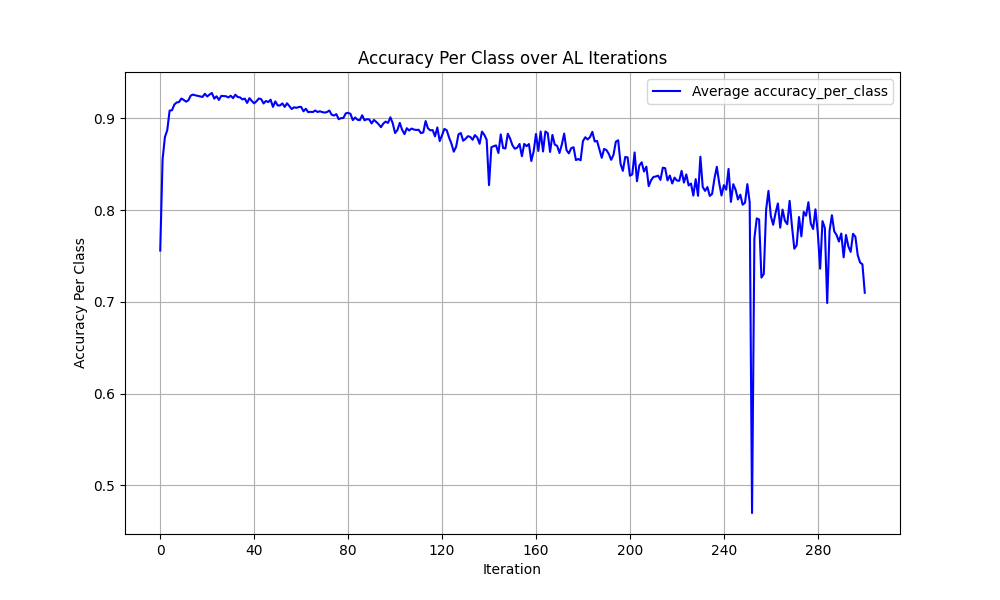 Accuracy Per Class over AL Iterations
Average accuracy_per_class
Accuracy Per Class
0.9
0.8
0.7
0.6
0.5
0 40 80 120 160 200 240 280
Iteration